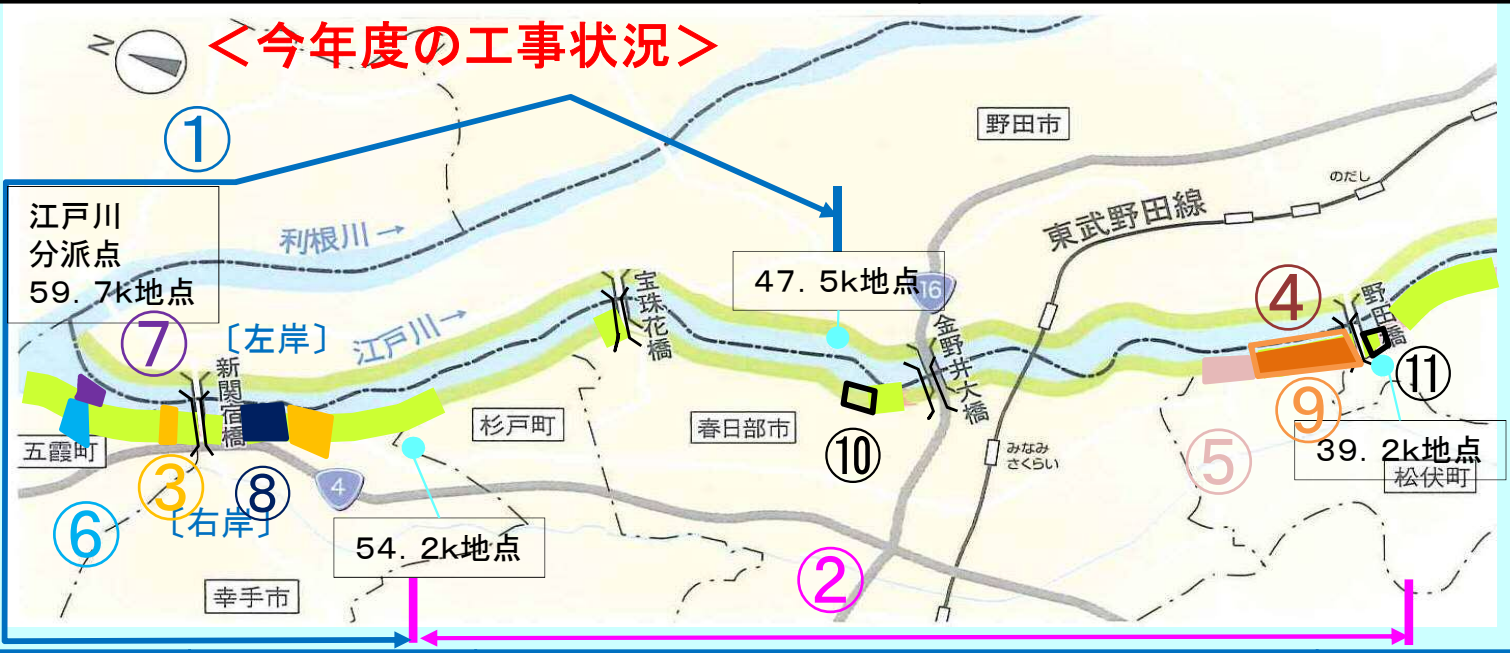 <今年度の工事状況>
N
①
野田市
のだし
江戸川
分派点
59．7k地点
利根川→
東武野田線
47．5k地点
16
④
野田橋
⑦
〔左岸〕
江戸川→
宝珠花橋
金野井大橋
⑪
新関宿橋
⑨
杉戸町
春日部市
五霞町
⑩
みなみ
さくらい
⑤
39．2k地点
松伏町
③
⑧
4
⑥
〔右岸〕
54．2k地点
②
幸手市